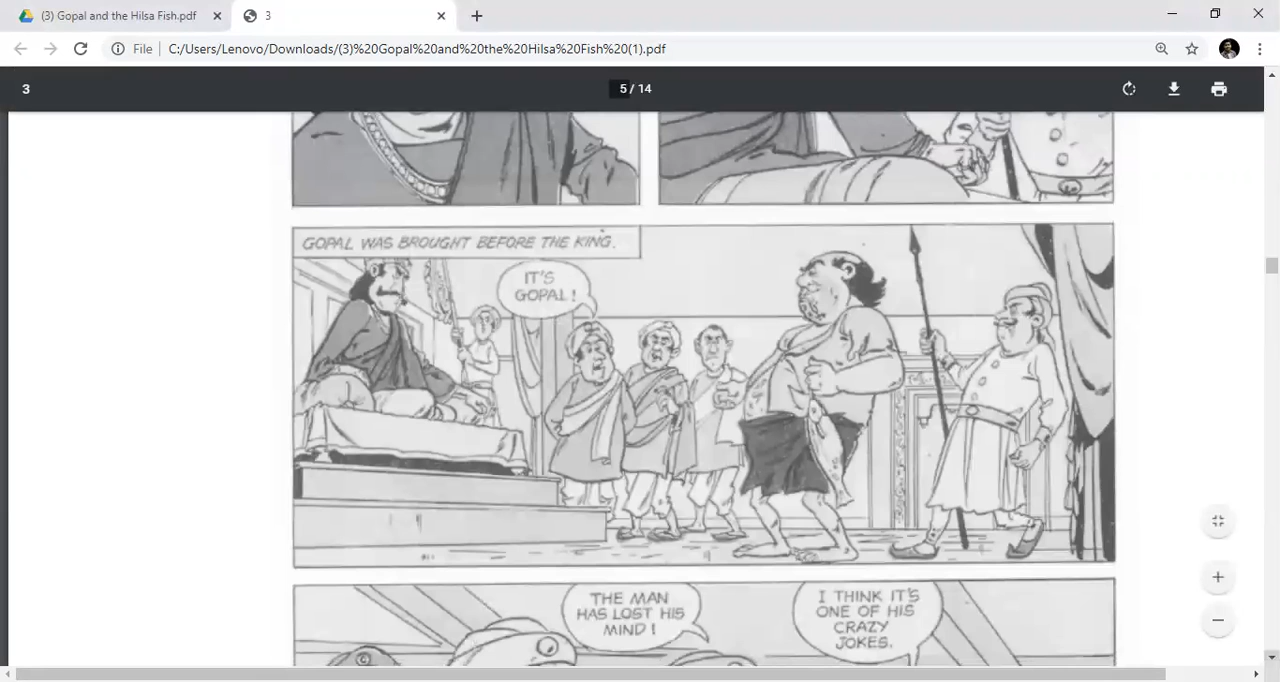 (3) Gopal and the Hilsa Fish.pdf
3
File
C:/Users/Lenovo/Downloads/(3)%20Gopal%20and%20the%20Hilsa%20Fish%20(1).pdf
3
5 / 14
GOPAL WAS BROUGHT BEFORE THE KING.
IT'S
GOPAL!
THE MAN
HAS LOST HIS
MIND!
I THINK IT'S
ONE OF HIS
CRAZY
JOKES.